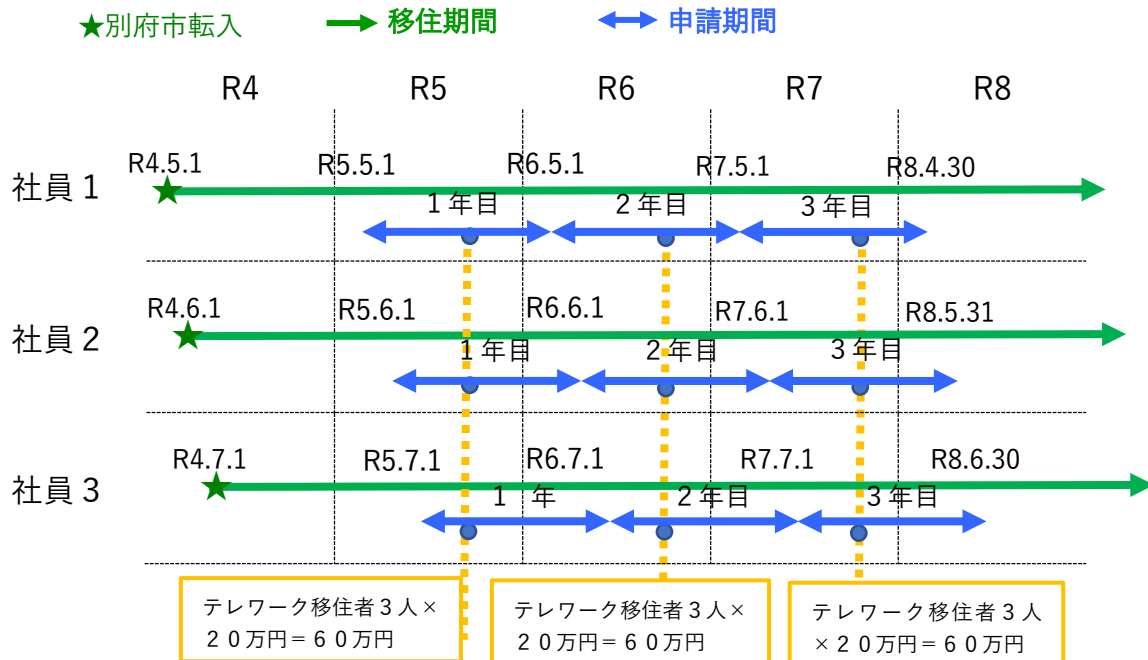 ★別府市転入 移住期間 申請期間
R4 R5 R6 R7 R8
R4.5.1 R5.5.1 R6.5.1 R7.5.1 R8.4.30
社員1
1年目 2年目 3年目
R4.6.1 R5.6.1 R6.6.1 R7.6.1 R8.5.31
社員2
1年目 2年目 3年目
R4.7.1 R5.7.1 R6.7.1 R7.7.1 R8.6.30
社員3
1 年 2年目 3年目
テレワーク移住者3人×
20万円=60万円
テレワーク移住者3人×
20万円=60万円
テレワーク移住者3人
×20万円=60万円